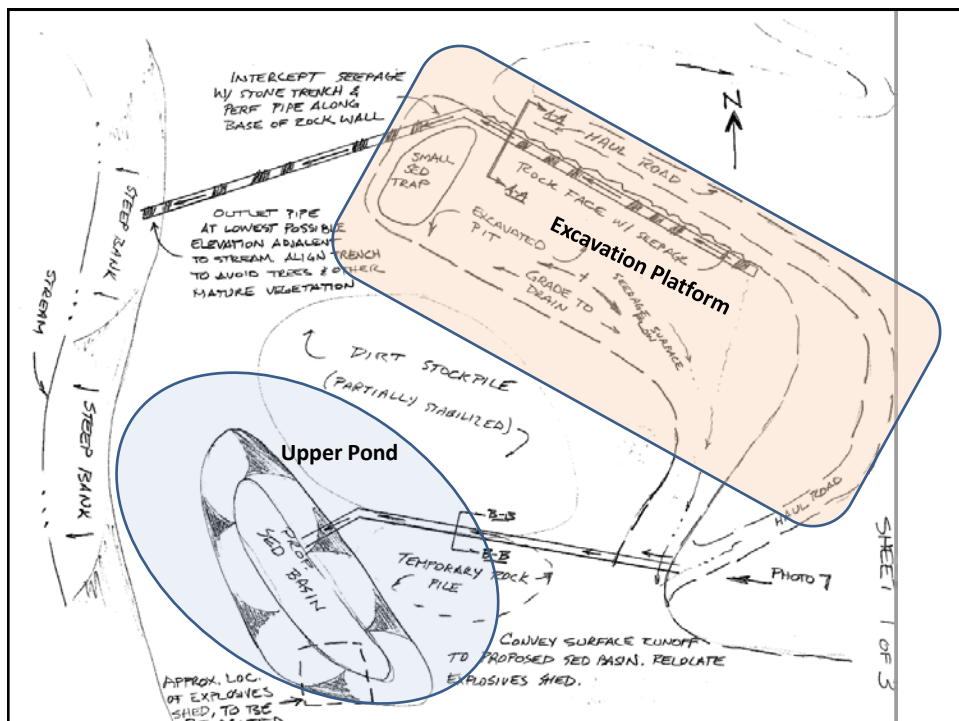 INTERCEPT SEEPAGE
W/ STONE TRENCH &
PERF PIPE ALONG
BASE OF ROCK WALL
A-A
HAUL ROAD
N
SMALL
SED
TRAP
A-A
ROCK FACE W/ SEEPAGE
Excavation Platform
EXCAVATED
PIT
GRADE TO
DRAIN
SEEPAGE SURFACE
FLOW
STEEP BANK
STREAM
OUTLET PIPE
AT LOWEST POSSIBLE
ELEVATION ADJACENT
TO STREAM. ALIGN TRENCH
TO AVOID TREES & OTHER
MATURE VEGETATION
DIRT STOCKPILE
(PARTIALLY STABILIZED)
STEEP BANK
Upper Pond
PROP.
SED BASIN
B-B
B-B
TEMPORARY ROCK
PILE
HAUL ROAD
PHOTO 7
SHEET 1 OF 3
CONVEY SURFACE RUNOFF
TO PROPOSED SED BASIN. RELOCATE
EXPLOSIVES SHED.
APPROX. LOC.
OF EXPLOSIVES
SHED, TO BE